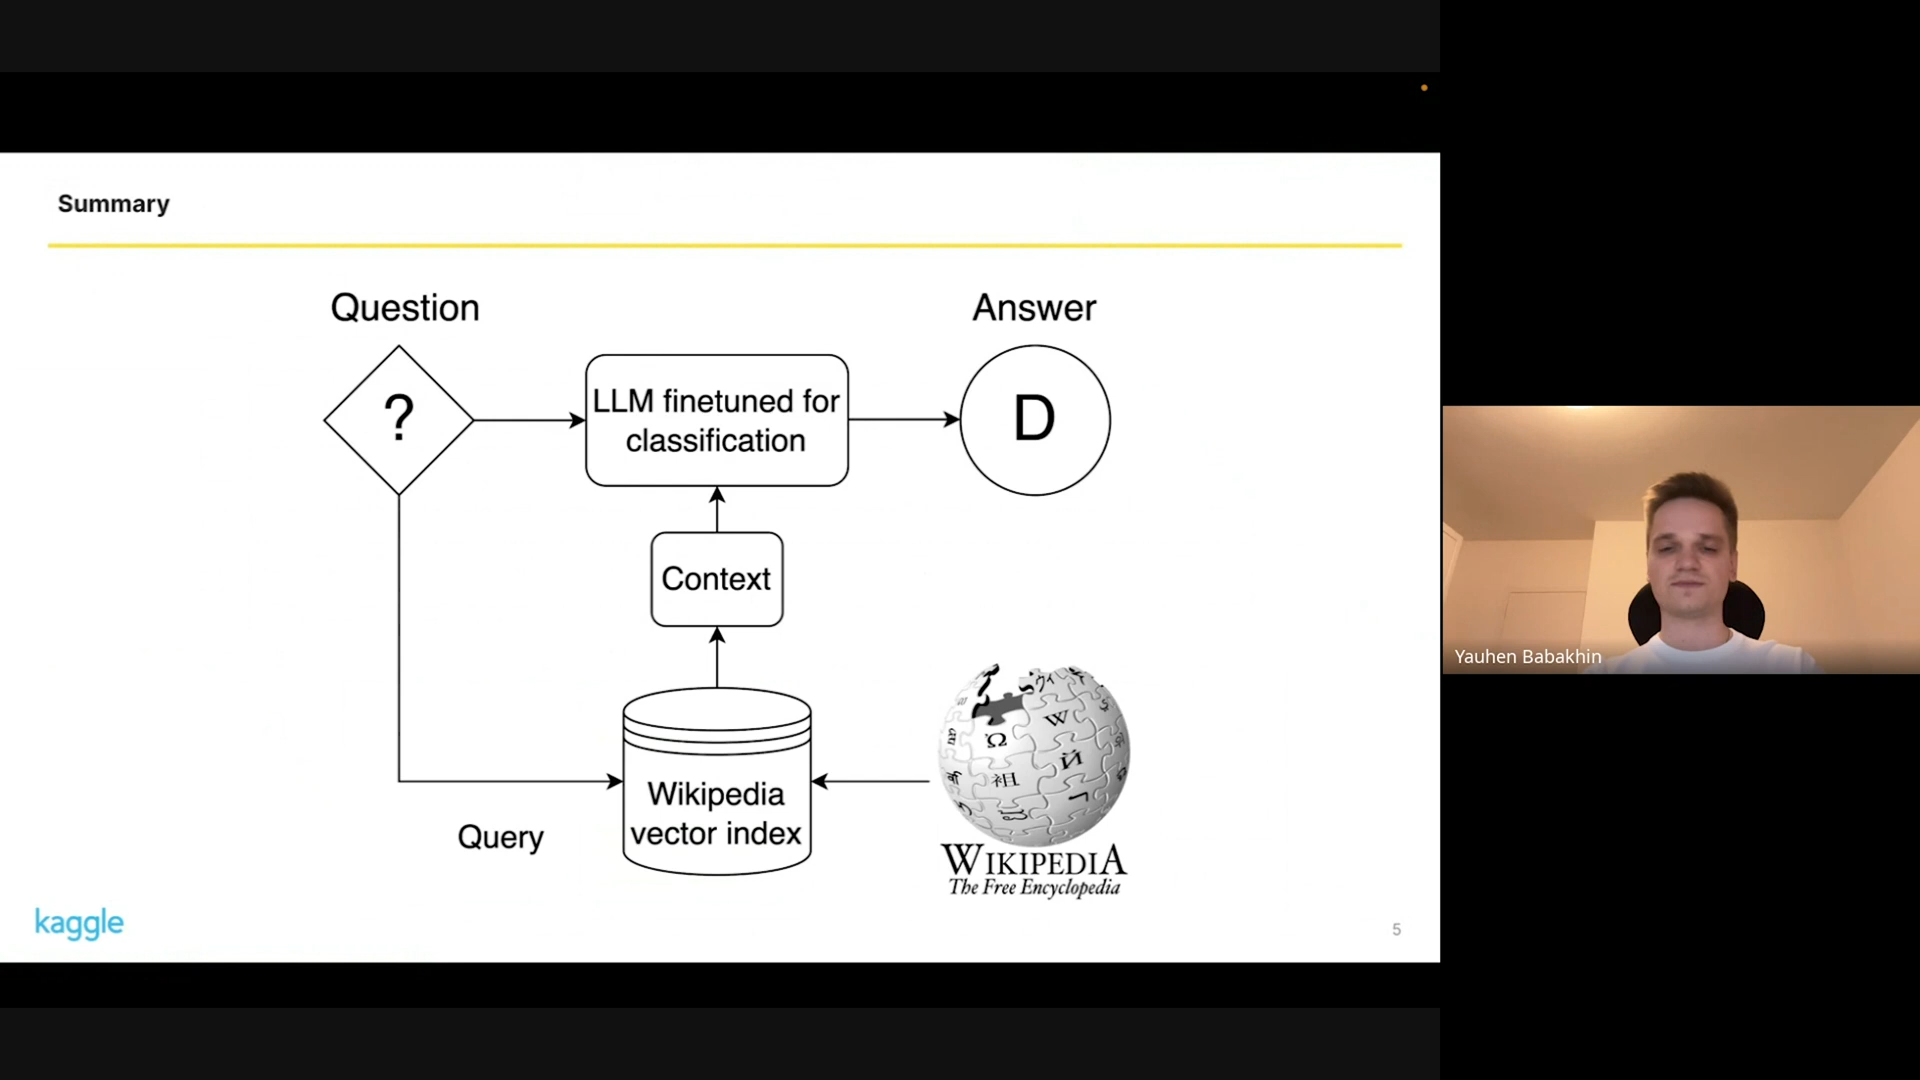 Summary
Question
Answer
?
LLM finetuned for
classification
D
Context
Wikipedia
vector index
Query
Ω
W
И
祖
WIKIPEDIA
The Free Encyclopedia
kaggle
5
Yauhen Babakhin